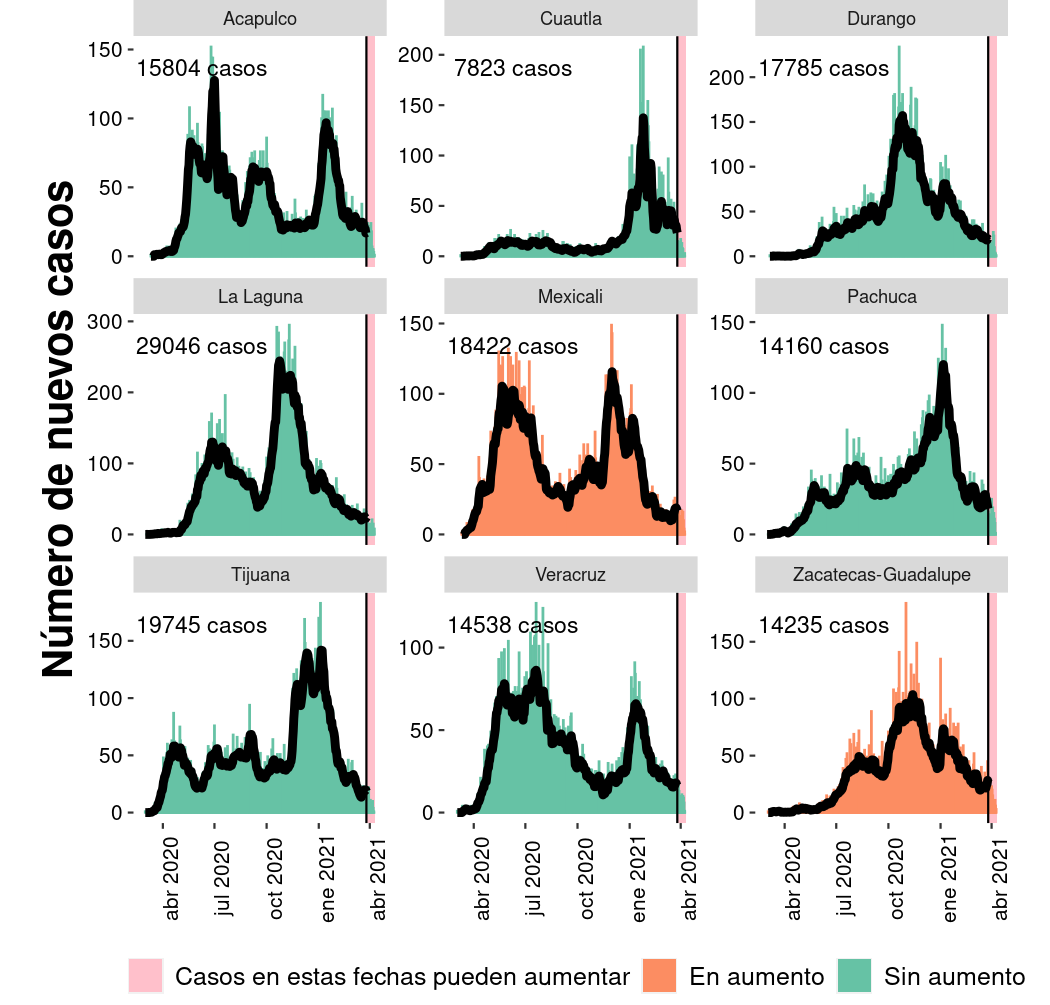 Número de nuevos casos
Acapulco
Cuautla
Durango
150
100
50
0
15804 casos
200
150
100
50
0
7823 casos
200
150
100
50
0
17785 casos
La Laguna
Mexicali
Pachuca
300
200
100
0
29046 casos
150
100
50
0
18422 casos
150
100
50
0
14160 casos
Tijuana
Veracruz
Zacatecas-Guadalupe
150
100
50
0
19745 casos
100
50
0
14538 casos
150
100
50
0
14235 casos
abr 2020
jul 2020
oct 2020
ene 2021
abr 2021
abr 2020
jul 2020
oct 2020
ene 2021
abr 2021
abr 2020
jul 2020
oct 2020
ene 2021
abr 2021
Casos en estas fechas pueden aumentar
En aumento
Sin aumento